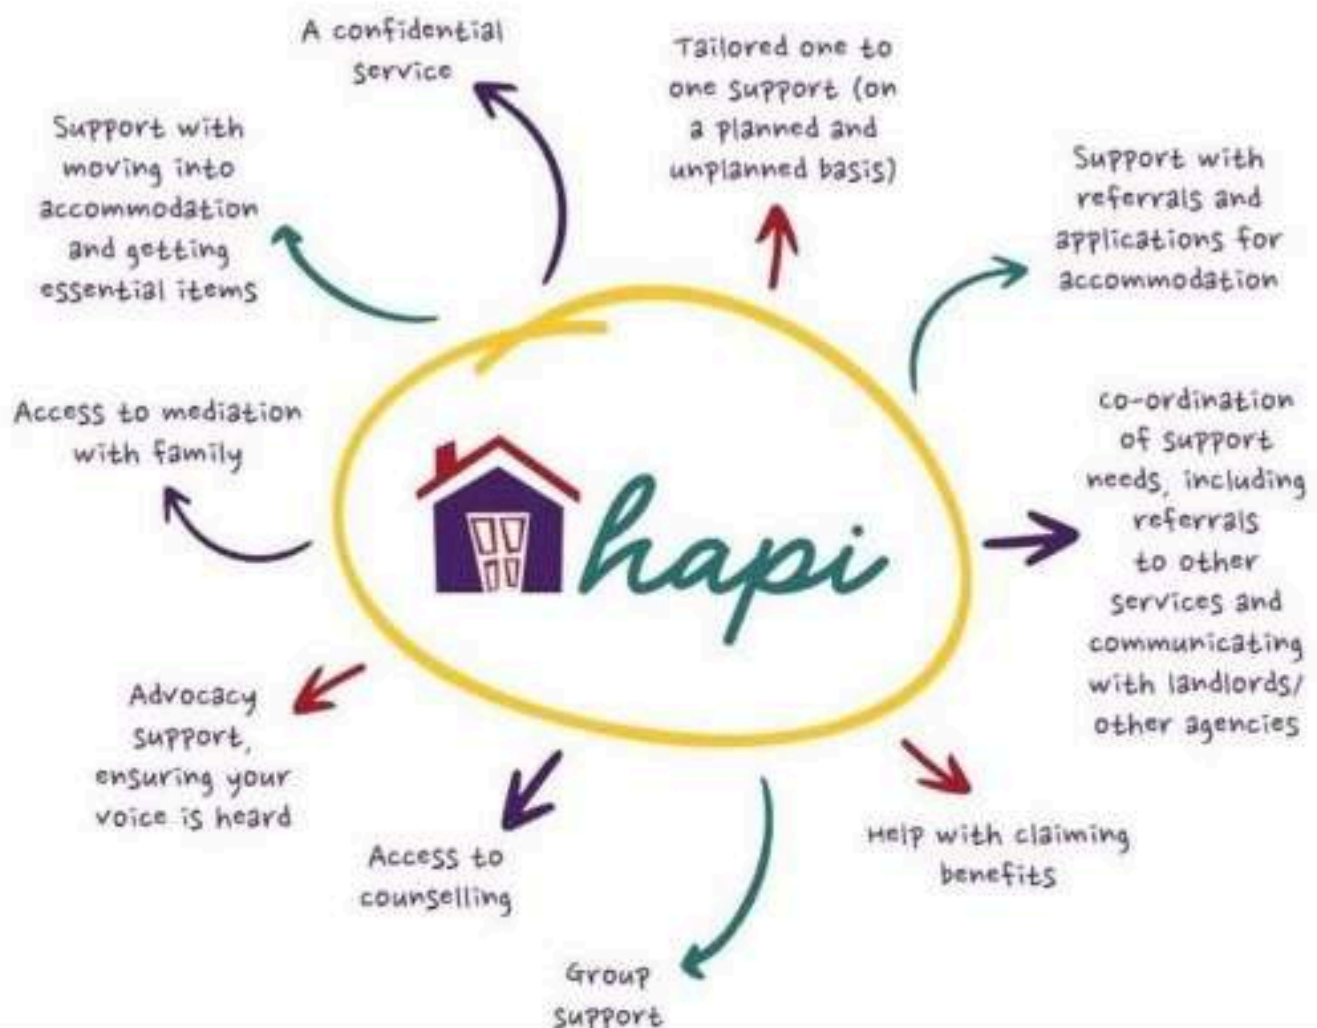 A confidential
service
Tailored one to
one support (on
a planned and
unplanned basis)
Support with
referrals and
applications for
accommodation
co-ordination
of support
needs, including
referrals
to other
services and
communicating
with landlords/
other agencies
Help with claiming
benefits
Group
support
Access to
counselling
Advocacy
support,
ensuring your
voice is heard
Access to mediation
with family
Support with
moving into
accommodation
and getting
essential items
hapi